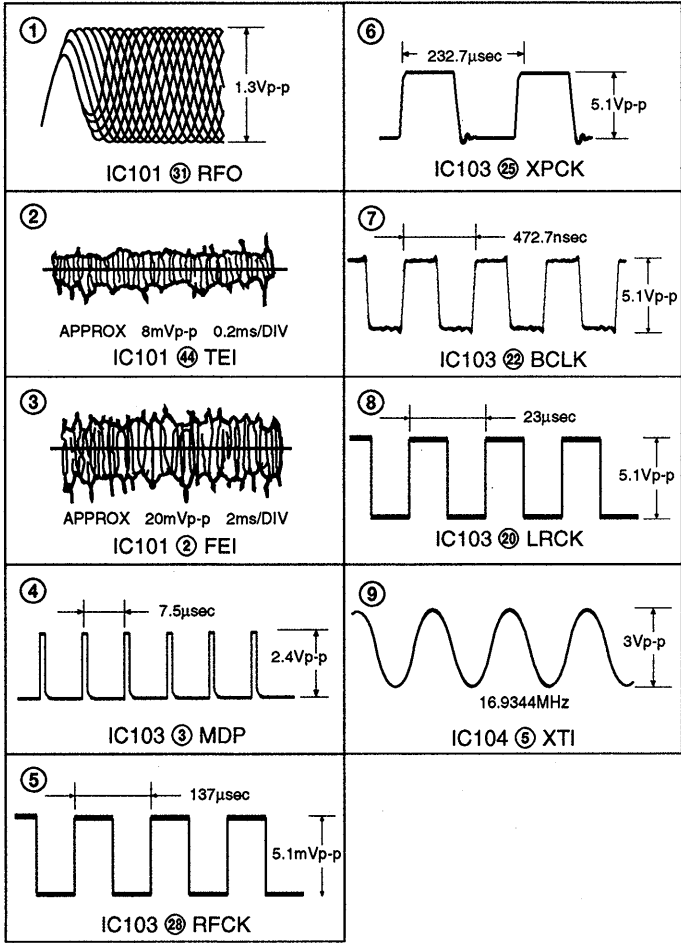 ①
1.3Vp-p
IC101 ㉛ RFO
②
APPROX 8mVp-p 0.2ms/DIV
IC101 ㊹ TEI
③
APPROX 20mVp-p 2ms/DIV
IC101 ② FEI
④
7.5µsec
2.4Vp-p
IC103 ③ MDP
⑤
137µsec
5.1mVp-p
IC103 ㉘ RFCK
⑥
232.7µsec
5.1Vp-p
IC103 ㉕ XPCK
⑦
472.7nsec
5.1Vp-p
IC103 ㉒ BCLK
⑧
23µsec
5.1Vp-p
IC103 ⑳ LRCK
⑨
3Vp-p
16.9344MHz
IC104 ⑤ XTI